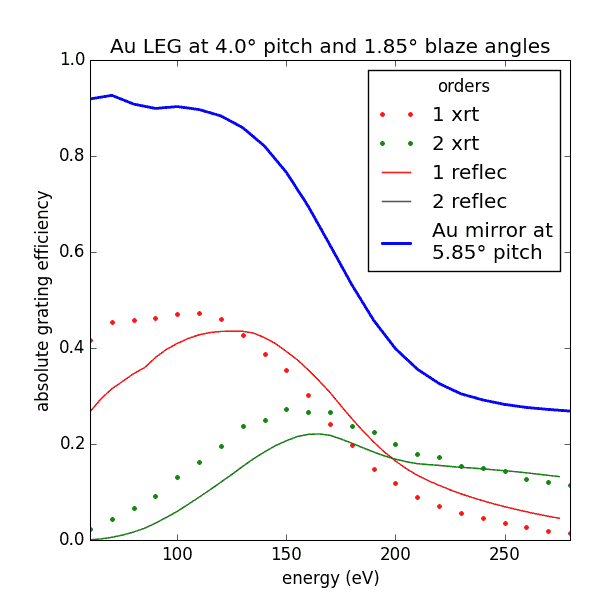 Au LEG at 4.0° pitch and 1.85° blaze angles
1.0
0.8
0.6
0.4
0.2
0.0
absolute grating efficiency
orders
1 xrt
2 xrt
1 reflec
2 reflec
Au mirror at
5.85° pitch
100
150
200
250
energy (eV)